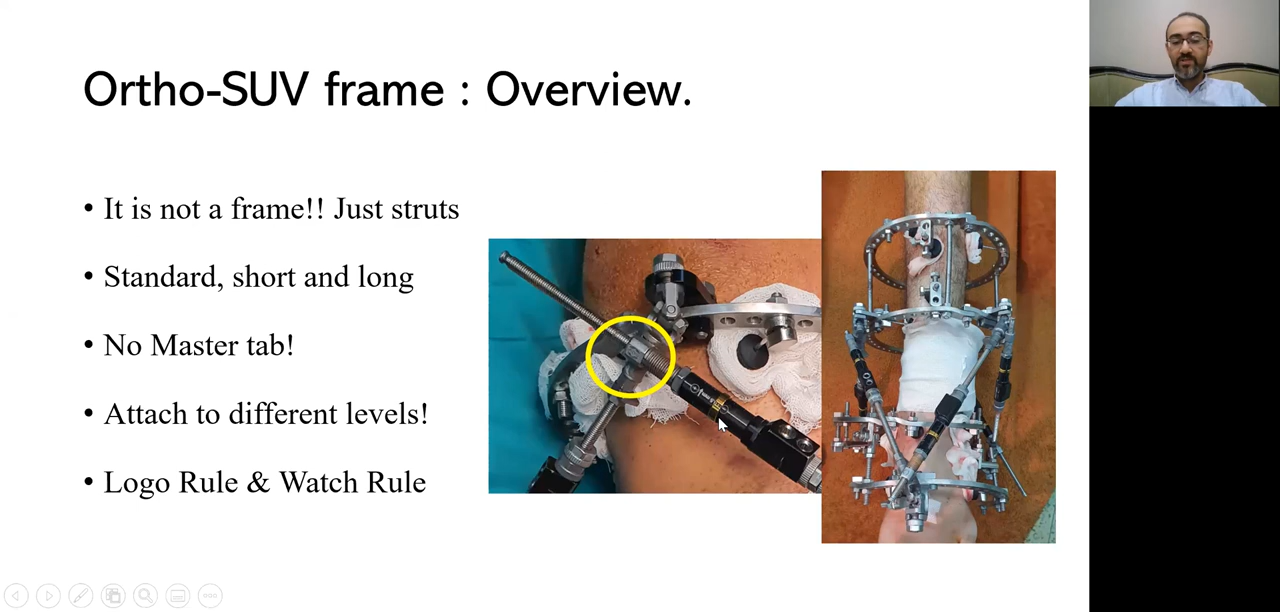 Ortho-SUV frame : Overview.
• It is not a frame!! Just struts
• Standard, short and long
• No Master tab!
• Attach to different levels!
• Logo Rule & Watch Rule